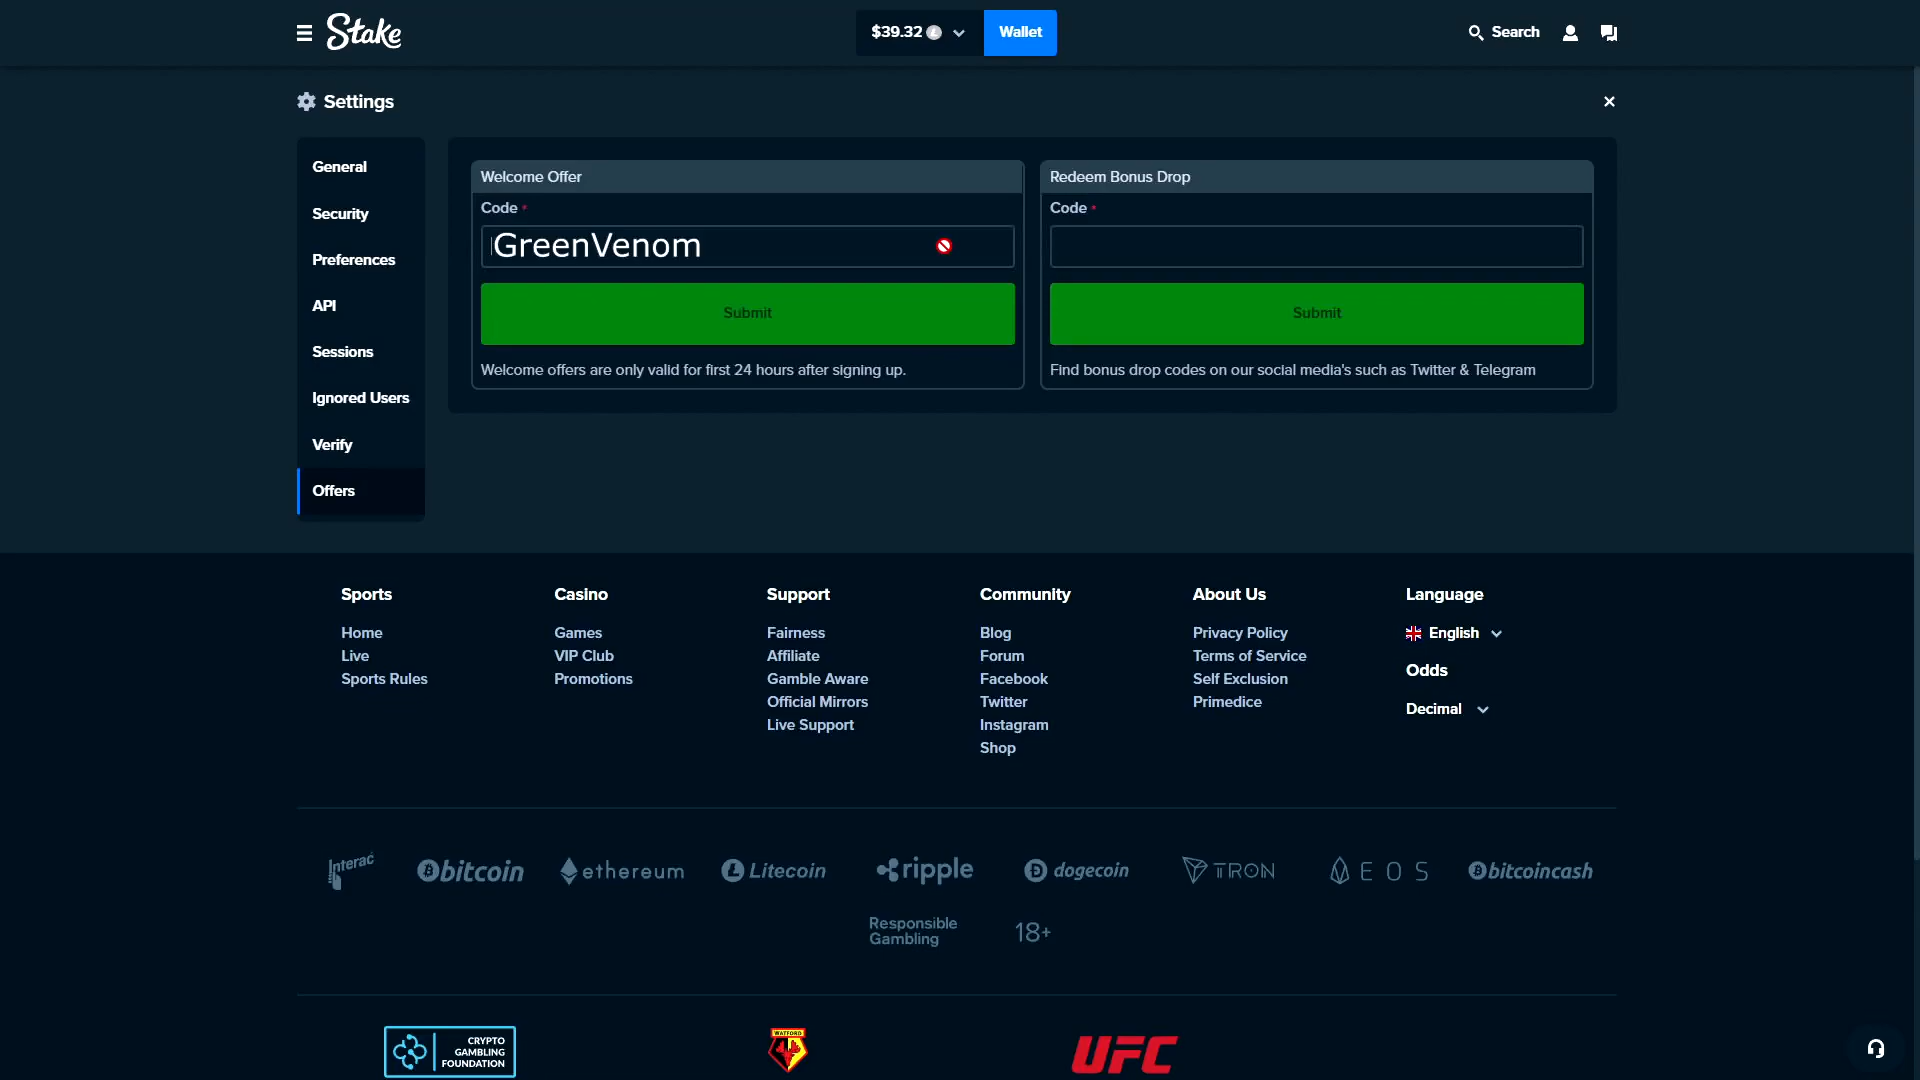 Stake
$39.32
Wallet
Search
Settings
General
Security
Preferences
API
Sessions
Ignored Users
Verify
Offers
Welcome Offer
Code *
GreenVenom
Submit
Welcome offers are only valid for first 24 hours after signing up.
Redeem Bonus Drop
Code *
Submit
Find bonus drop codes on our social media's such as Twitter & Telegram
Sports
Home
Live
Sports Rules
Casino
Games
VIP Club
Promotions
Support
Fairness
Affiliate
Gamble Aware
Official Mirrors
Live Support
Community
Blog
Forum
Facebook
Twitter
Instagram
Shop
About Us
Privacy Policy
Terms of Service
Self Exclusion
Primedice
Language
English
Odds
Decimal
Interac
bitcoin
ethereum
Litecoin
ripple
dogecoin
TRON
EOS
bitcoincash
Responsible
Gambling
18+
CRYPTO
GAMBLING
FOUNDATION
WATFORD
UFC